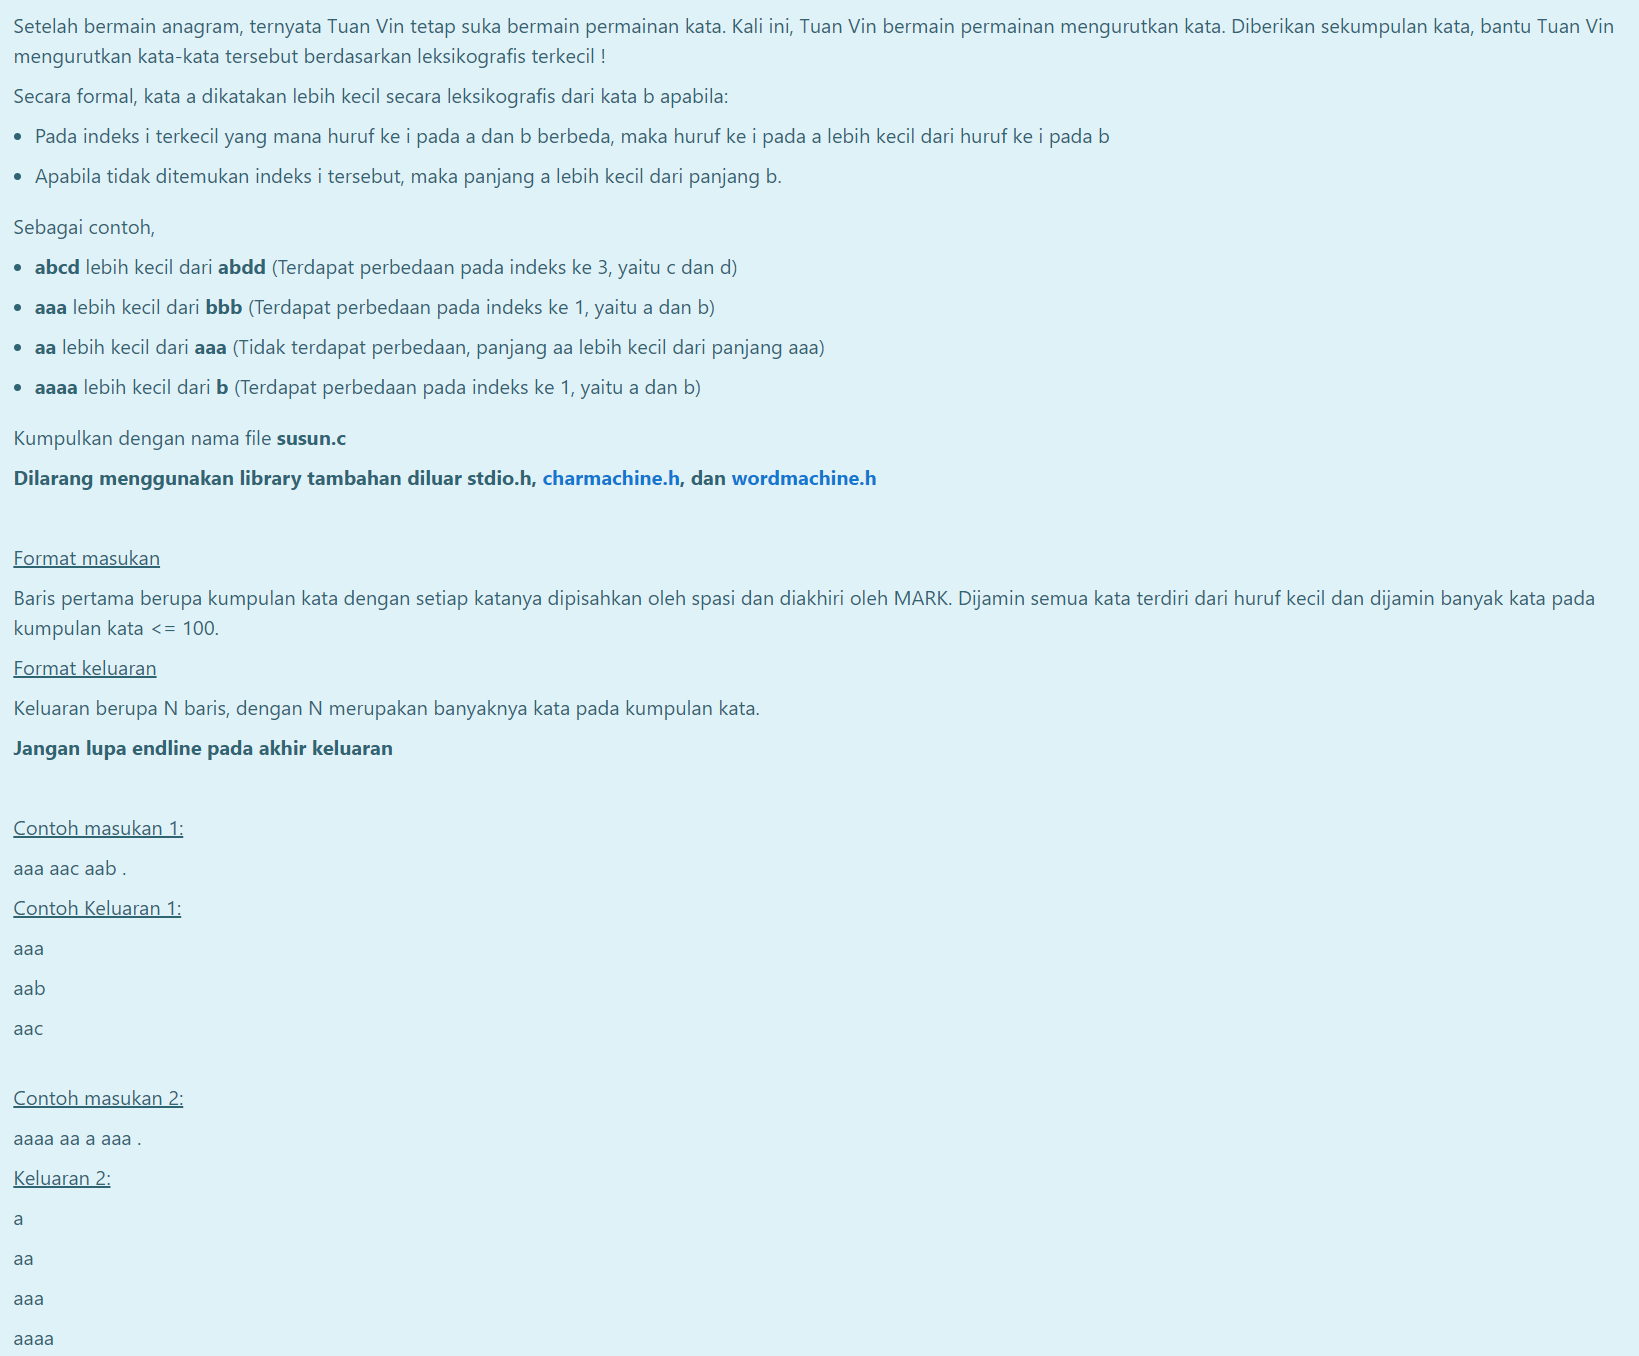 Setelah bermain anagram, ternyata Tuan Vin tetap suka bermain permainan kata. Kali ini, Tuan Vin bermain permainan mengurutkan kata. Diberikan sekumpulan kata, bantu Tuan Vin
mengurutkan kata-kata tersebut berdasarkan leksikografis terkecil !
Secara formal, kata a dikatakan lebih kecil secara leksikografis dari kata b apabila:
• Pada indeks i terkecil yang mana huruf ke i pada a dan b berbeda, maka huruf ke i pada a lebih kecil dari huruf ke i pada b
• Apabila tidak ditemukan indeks i tersebut, maka panjang a lebih kecil dari panjang b.
Sebagai contoh,
• abcd lebih kecil dari abdd (Terdapat perbedaan pada indeks ke 3, yaitu c dan d)
• aaa lebih kecil dari bbb (Terdapat perbedaan pada indeks ke 1, yaitu a dan b)
• aa lebih kecil dari aaa (Tidak terdapat perbedaan, panjang aa lebih kecil dari panjang aaa)
• aaaa lebih kecil dari b (Terdapat perbedaan pada indeks ke 1, yaitu a dan b)
Kumpulkan dengan nama file susun.c
Dilarang menggunakan library tambahan diluar stdio.h, charmachine.h, dan wordmachine.h
Format masukan
Baris pertama berupa kumpulan kata dengan setiap katanya dipisahkan oleh spasi dan diakhiri oleh MARK. Dijamin semua kata terdiri dari huruf kecil dan dijamin banyak kata pada
kumpulan kata <= 100.
Format keluaran
Keluaran berupa N baris, dengan N merupakan banyaknya kata pada kumpulan kata.
Jangan lupa endline pada akhir keluaran
Contoh masukan 1:
aaa aac aab .
Contoh Keluaran 1:
aaa
aab
aac
Contoh masukan 2:
aaaa aa a aaa .
Keluaran 2:
a
aa
aaa
aaaa